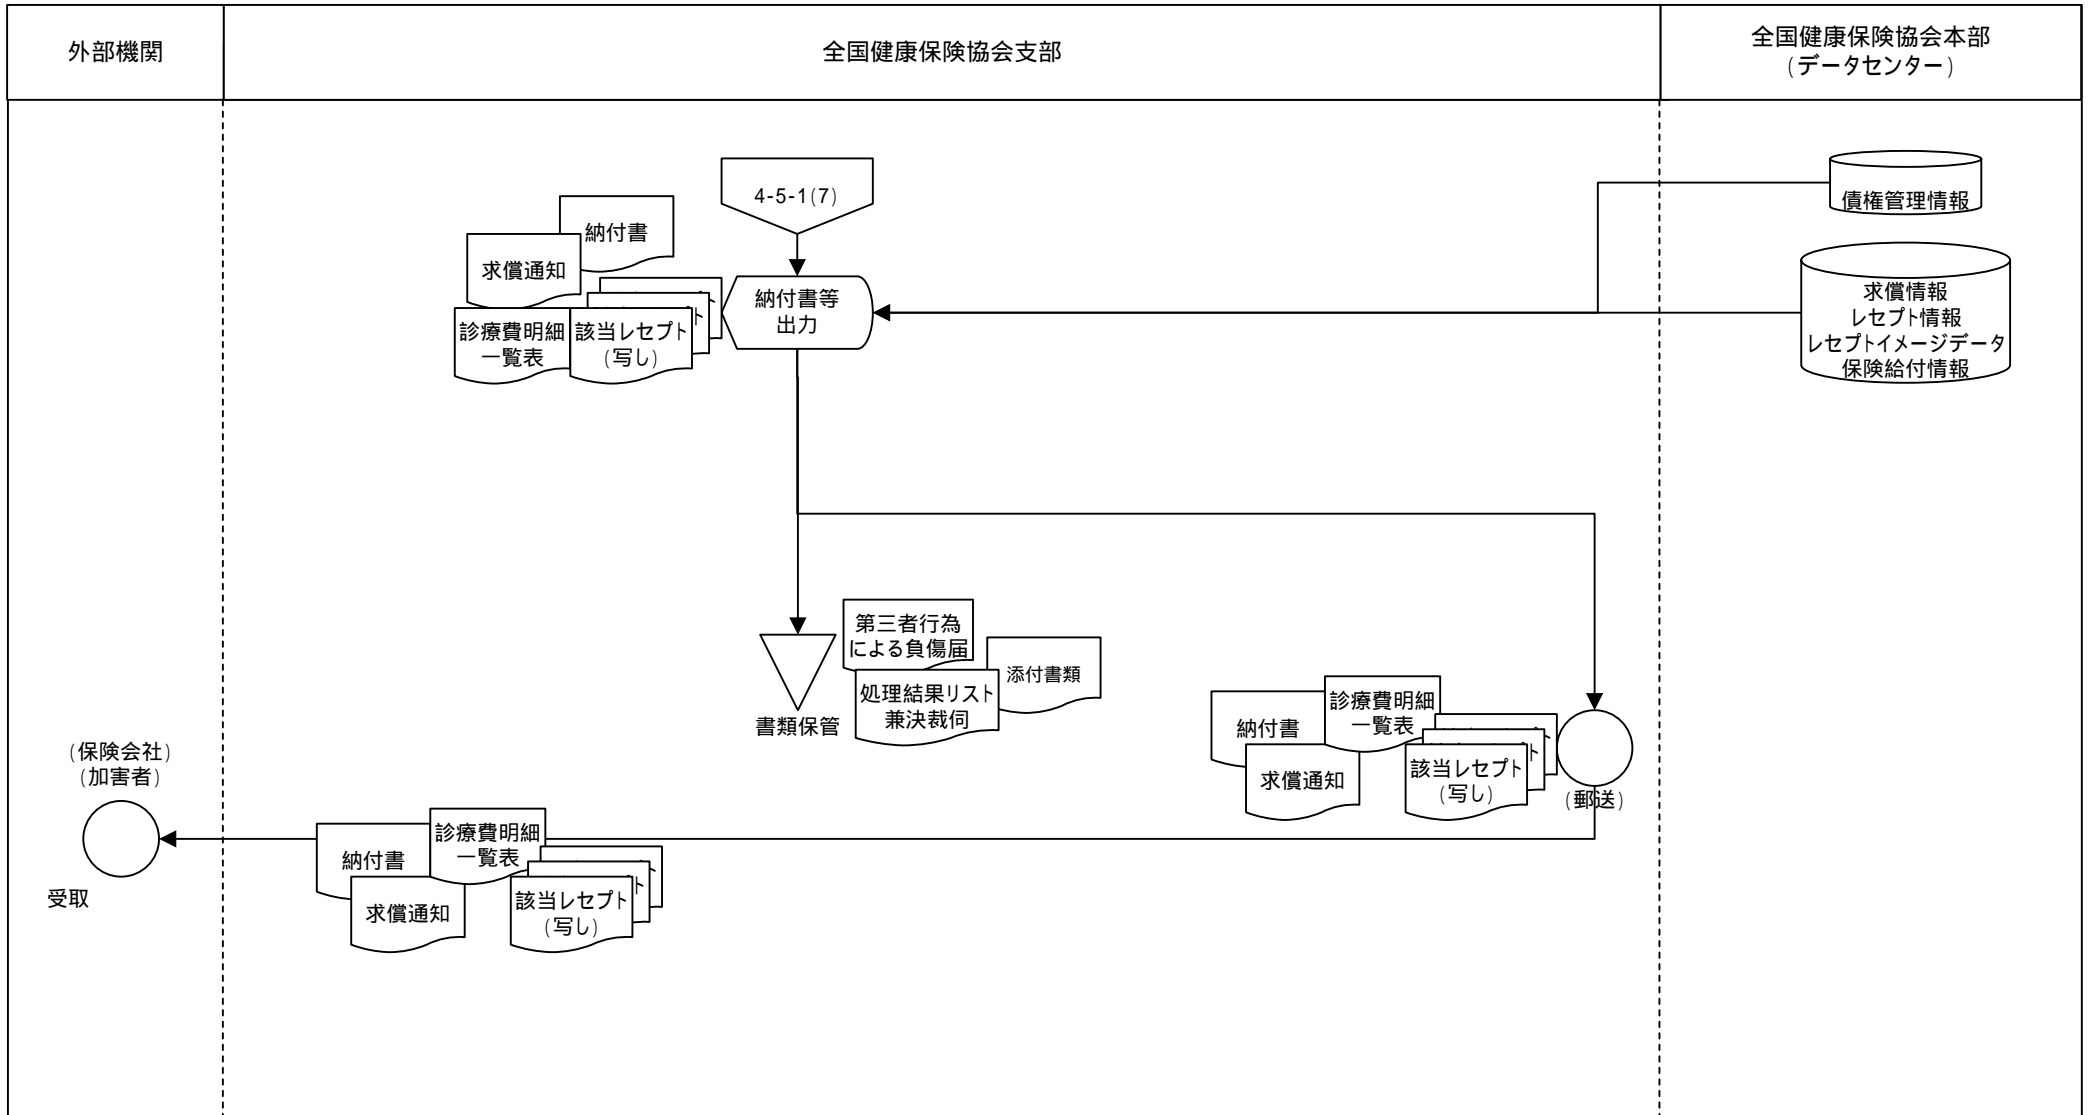 外部機関
全国健康保険協会支部
全国健康保険協会本部
(データセンター)
4-5-1(7)
納付書
求償通知
診療費明細
一覧表
該当レセプト
(写し)
納付書等
出力
債権管理情報
求償情報
レセプト情報
レセプトイメージデータ
保険給付情報
第三者行為
による負傷届
処理結果リスト
兼決裁伺
添付書類
書類保管
納付書
診療費明細
一覧表
求償通知
該当レセプト
(写し)
(郵送)
(保険会社)
(加害者)
受取
納付書
診療費明細
一覧表
求償通知
該当レセプト
(写し)